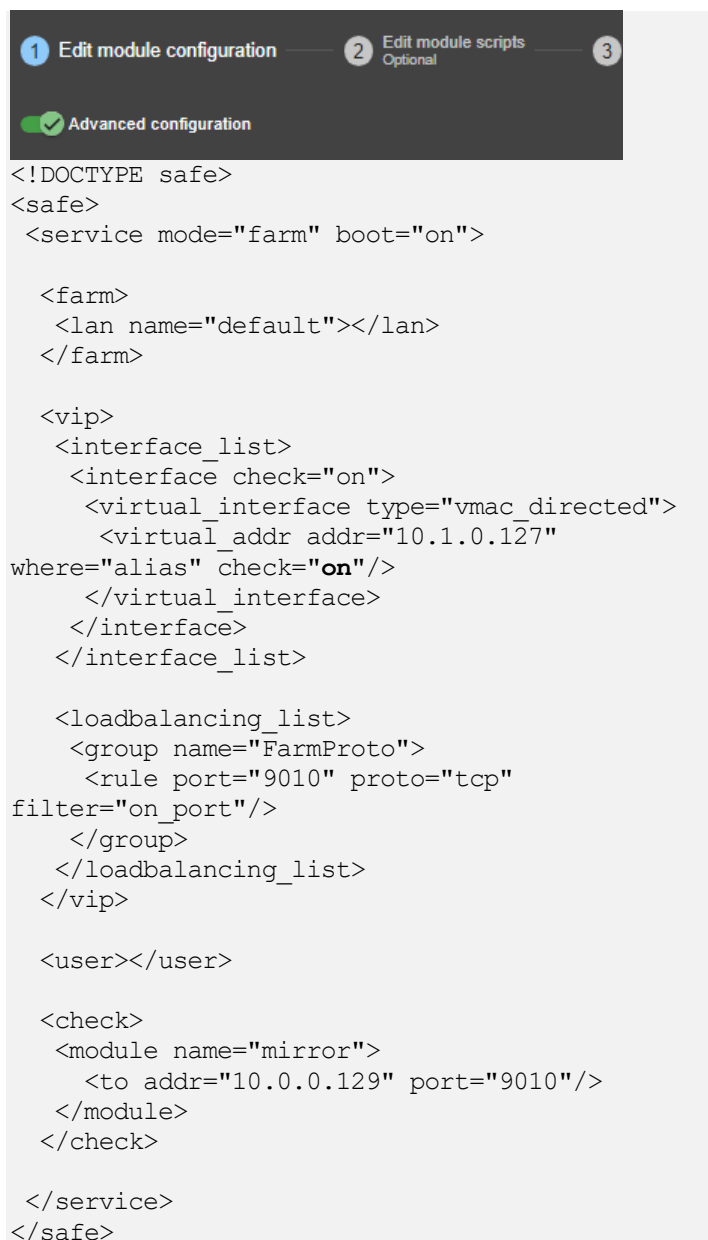 1 Edit module configuration 2 Edit module scripts 3
Optional
Advanced configuration
<!DOCTYPE safe>
<safe>
<service mode="farm" boot="on">
<farm>
<lan name="default"></lan>
</farm>
<vip>
<interface_list>
<interface check="on">
<virtual_interface type="vmac_directed">
<virtual_addr addr="10.1.0.127"
where="alias" check="on"/>
</virtual_interface>
</interface>
</interface_list>
<loadbalancing_list>
<group name="FarmProto">
<rule port="9010" proto="tcp"
filter="on_port"/>
</group>
</loadbalancing_list>
</vip>
<user></user>
<check>
<module name="mirror">
<to addr="10.0.0.129" port="9010"/>
</module>
</check>
</service>
</safe>